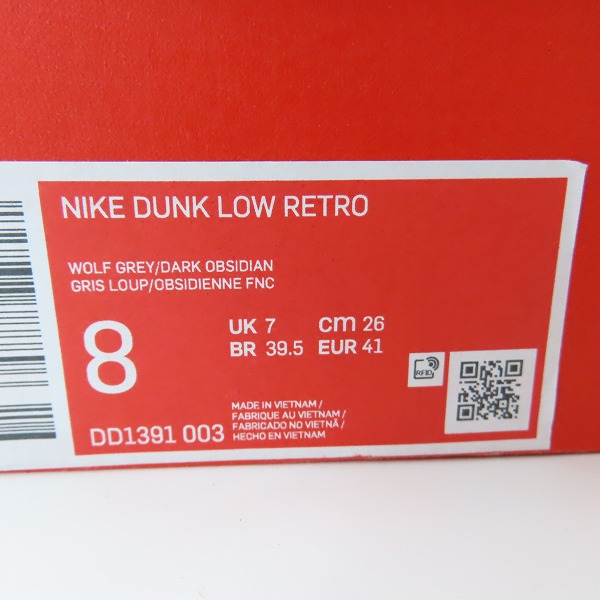 NIKE DUNK LOW RETRO
WOLF GREY/DARK OBSIDIAN
GRIS LOUP/OBSIDIENNE FNC
8
UK 7 cm 26
BR 39.5 EUR 41
RFID
DD1391 003
MADE IN VIETNAM /
FABRIQUE AU VIETNAM /
FABRICADO NO VIETNÃ /
HECHO EN VIETNAM